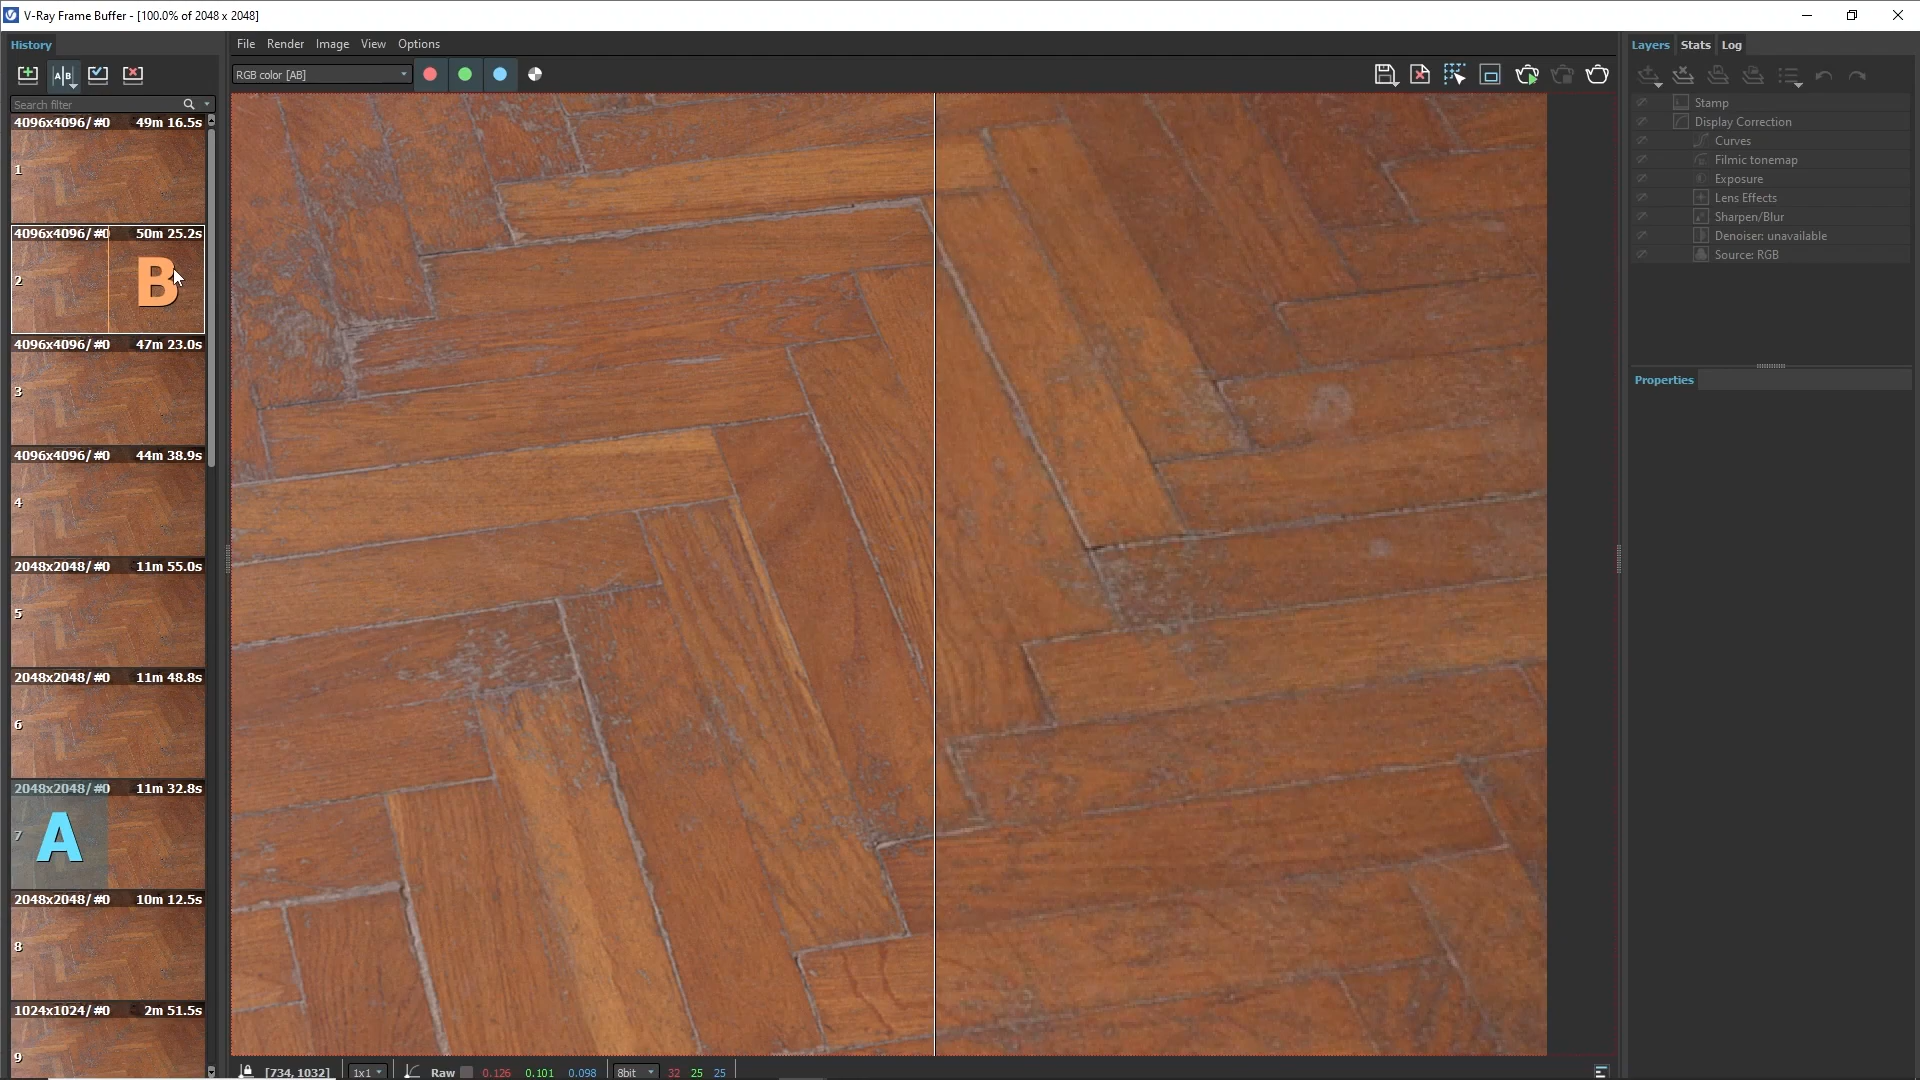 V-Ray Frame Buffer - [100.0% of 2048 x 2048]
History
File Render Image View Options
Layers Stats Log
A|B
RGB color [AB]
Search filter
4096x4096/ #0 49m 16.5s
1
4096x4096/ #0 50m 25.2s
2
B
4096x4096/ #0 47m 23.0s
3
4096x4096/ #0 44m 38.9s
4
2048x2048/ #0 11m 55.0s
5
2048x2048/ #0 11m 48.8s
6
2048x2048/ #0 11m 32.8s
7
A
2048x2048/ #0 10m 12.5s
8
1024x1024/ #0 2m 51.5s
9
Stamp
Display Correction
Curves
Filmic tonemap
Exposure
Lens Effects
Sharpen/Blur
Denoiser: unavailable
Source: RGB
Properties
[734, 1032] 1x1 Raw 0.126 0.101 0.098 8bit 32 25 25